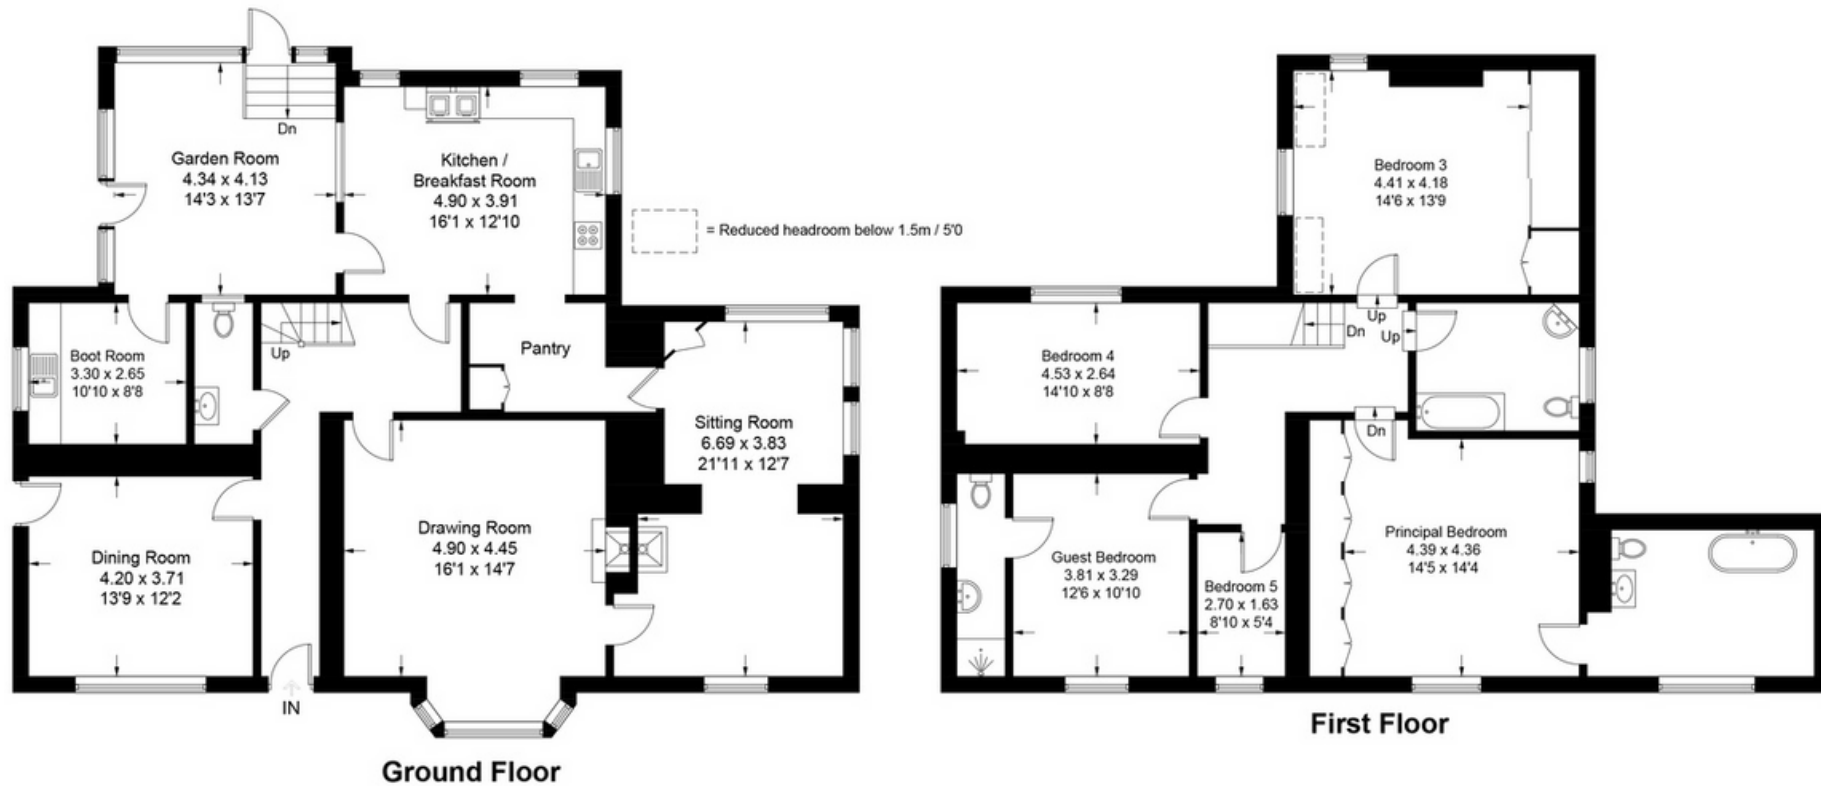 Dn
Garden Room
4.34 x 4.13
14'3 x 13'7
Kitchen /
Breakfast Room
4.90 x 3.91
16'1 x 12'10
= Reduced headroom below 1.5m / 5'0
Boot Room
3.30 x 2.65
10'10 x 8'8
Up
Pantry
Sitting Room
6.69 x 3.83
21'11 x 12'7
Dining Room
4.20 x 3.71
13'9 x 12'2
Drawing Room
4.90 x 4.45
16'1 x 14'7
IN
Ground Floor
Bedroom 3
4.41 x 4.18
14'6 x 13'9
Up
Dn
Up
Bedroom 4
4.53 x 2.64
14'10 x 8'8
Dn
Guest Bedroom
3.81 x 3.29
12'6 x 10'10
Bedroom 5
2.70 x 1.63
8'10 x 5'4
Principal Bedroom
4.39 x 4.36
14'5 x 14'4
First Floor